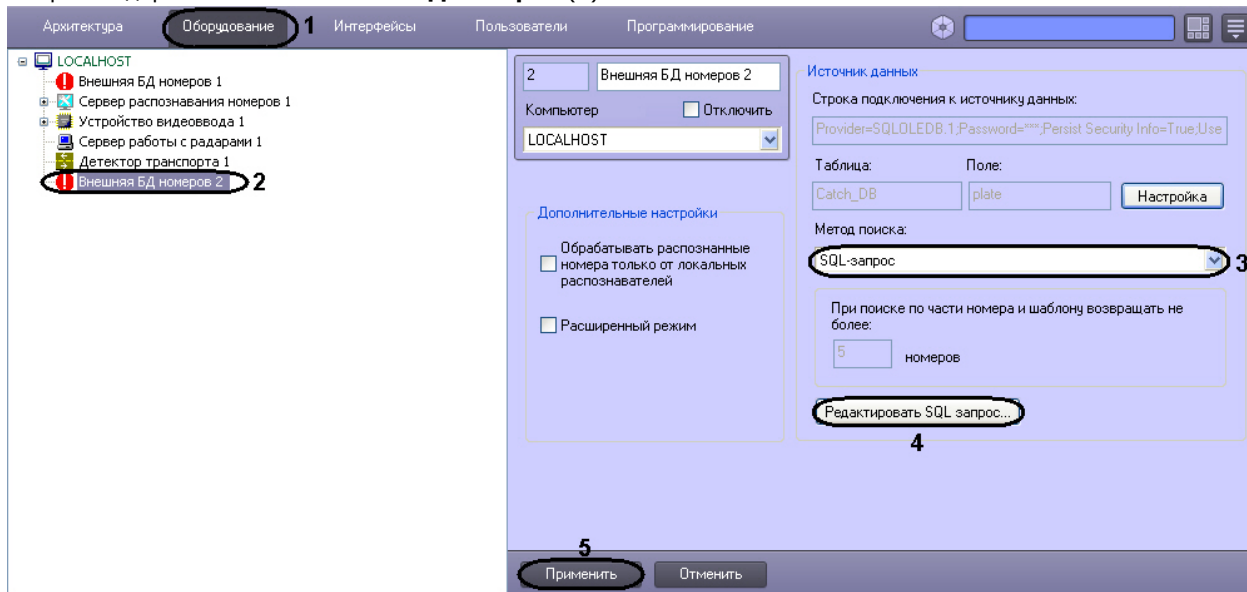 Архитектура Оборудование 1 Интерфейсы Пользователи Программирование
LOCALHOST
Внешняя БД номеров 1
Сервер распознавания номеров 1
Устройство видеоввода 1
Сервер работы с радарами 1
Детектор транспорта 1
Внешняя БД номеров 2 2
2 Внешняя БД номеров 2
Компьютер Отключить
LOCALHOST
Дополнительные настройки
Обрабатывать распознанные
номера только от локальных
распознавателей
Расширенный режим
Источник данных
Строка подключения к источнику данных:
Provider=SQLOLEDB.1;Password=***;Persist Security Info=True;Use
Таблица: Поле:
Catch_DB plate Настройка
Метод поиска:
SQL-запрос 3
При поиске по части номера и шаблону возвращать не
более:
5 номеров
Редактировать SQL запрос...
4
5
Применить Отменить